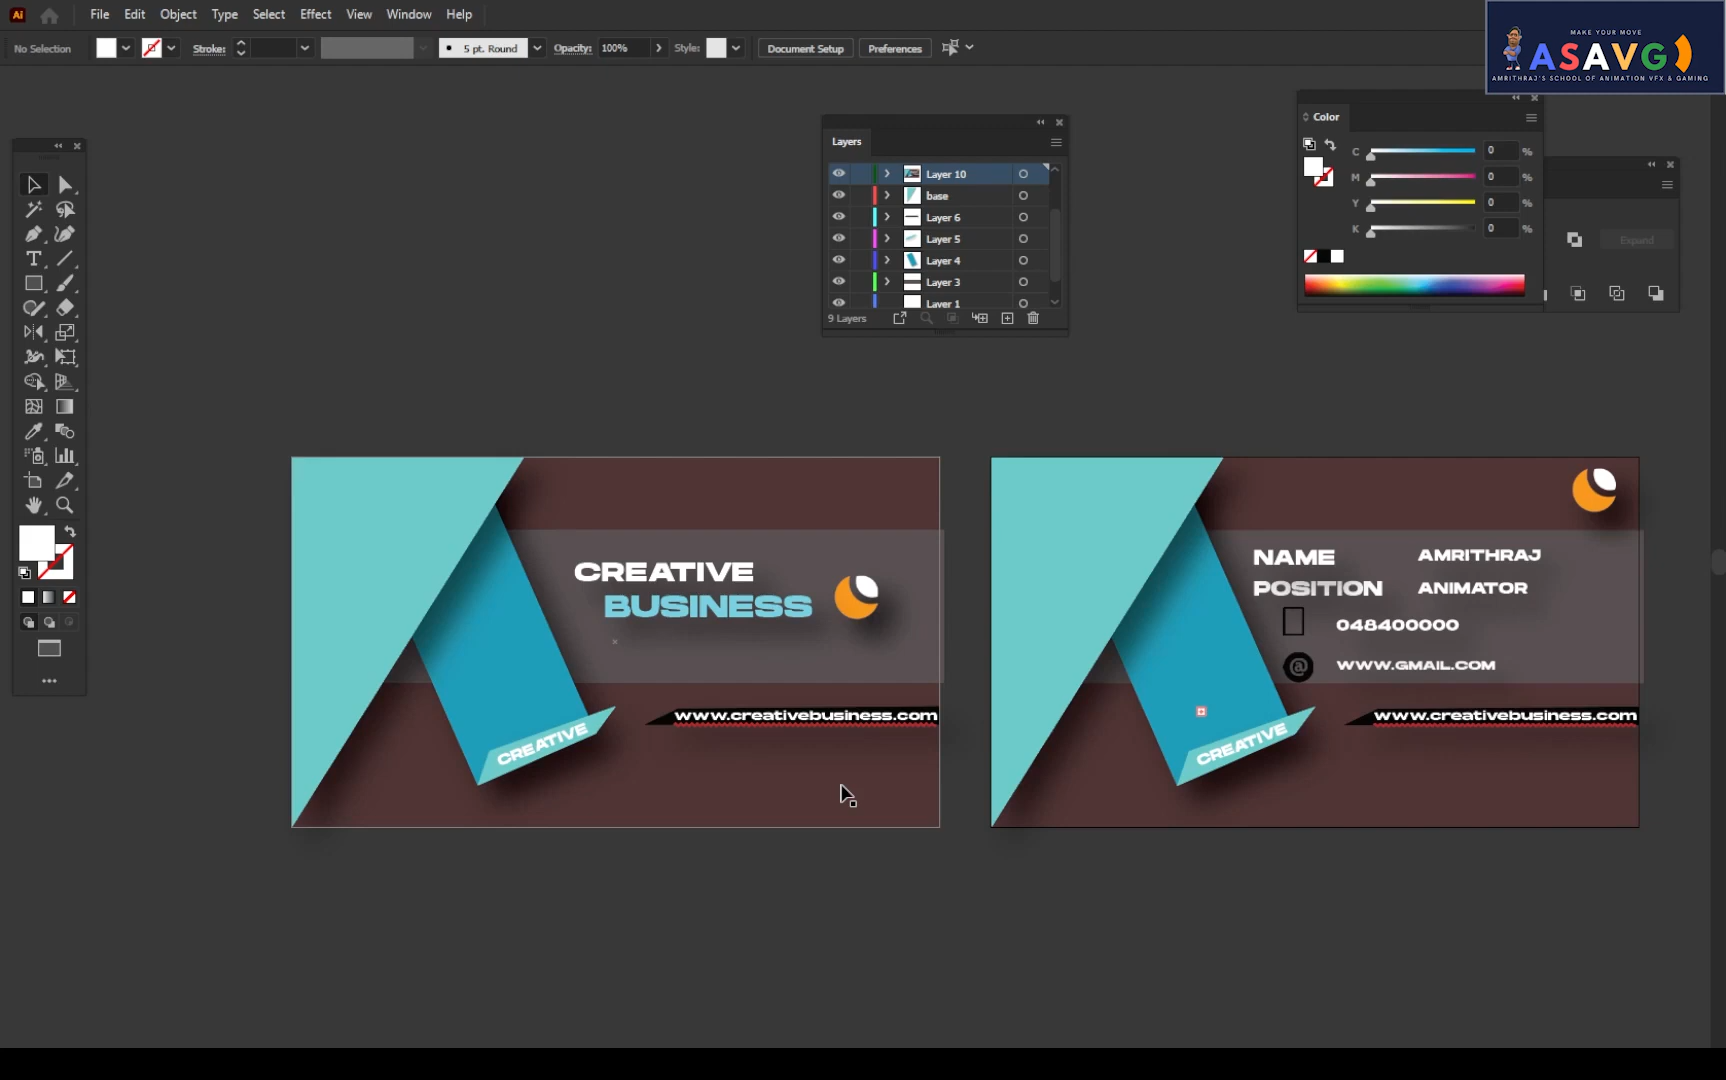 Ai File Edit Object Type Select Effect View Window Help
No Selection Stroke: 5 pt. Round Opacity: 100% Style: Document Setup Preferences
MAKE YOUR MOVE
ASAVG
AMRITHRAJ'S SCHOOL OF ANIMATION VFX & GAMING
Layers
Layer 10
base
Layer 6
Layer 5
Layer 4
Layer 3
Layer 1
9 Layers
Color
C 0 %
M 0 %
Y 0 %
K 0 %
Expand
CREATIVE
BUSINESS
www.creativebusiness.com
CREATIVE
NAME AMRITHRAJ
POSITION ANIMATOR
048400000
@ WWW.GMAIL.COM
www.creativebusiness.com
CREATIVE